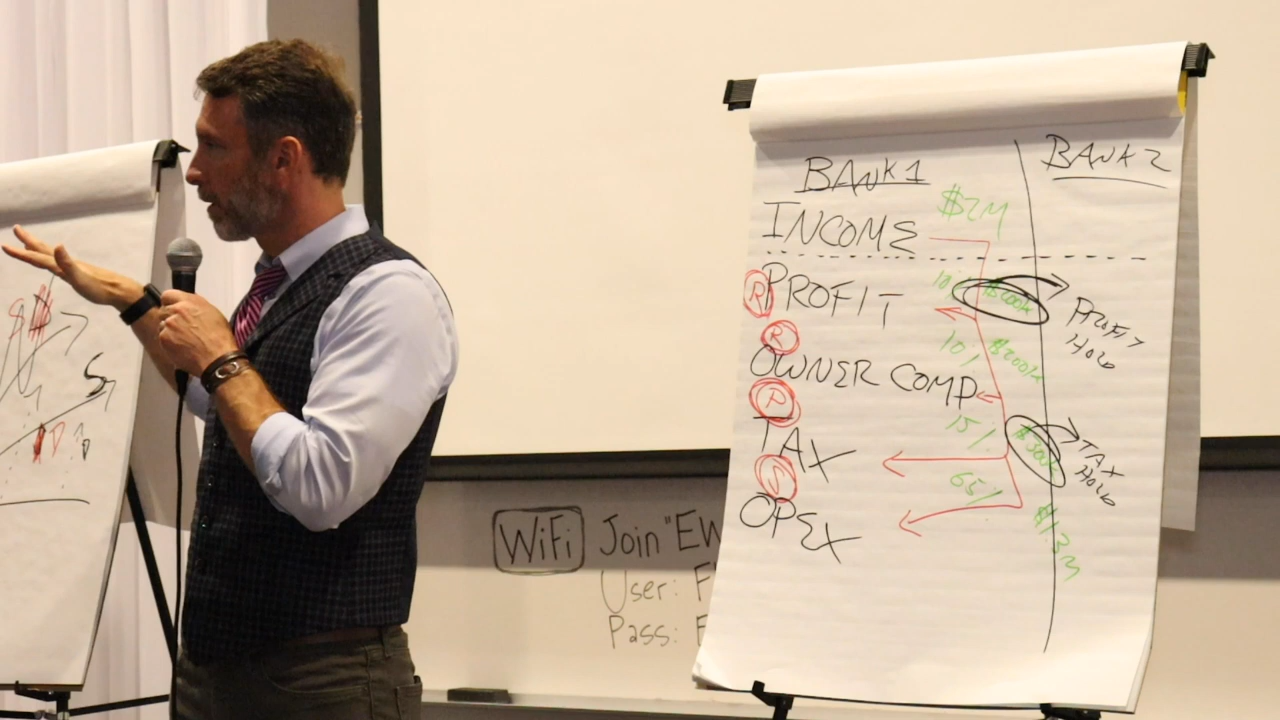 BANK 1
BANK 2
INCOME $2M
PROFIT 10% $200K
R
PROFIT HOLD
R
OWNER COMP 10% $200K
R
TAX 15% $300K
TAX HOLD
S
OPEX 65% $1.3M
WiFi Join "EW
User: F
Pass: F
S